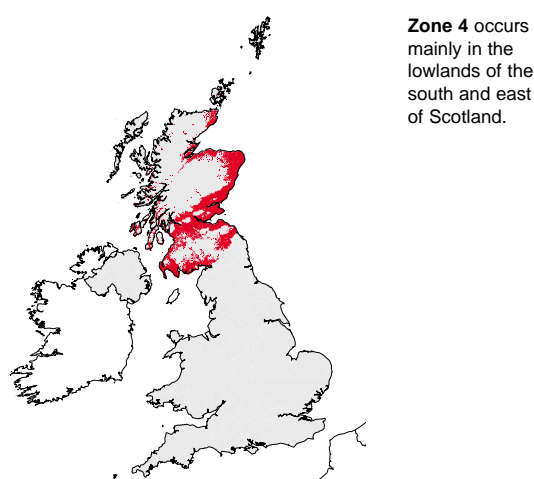 Zone 4 occurs
mainly in the
lowlands of the
south and east
of Scotland.